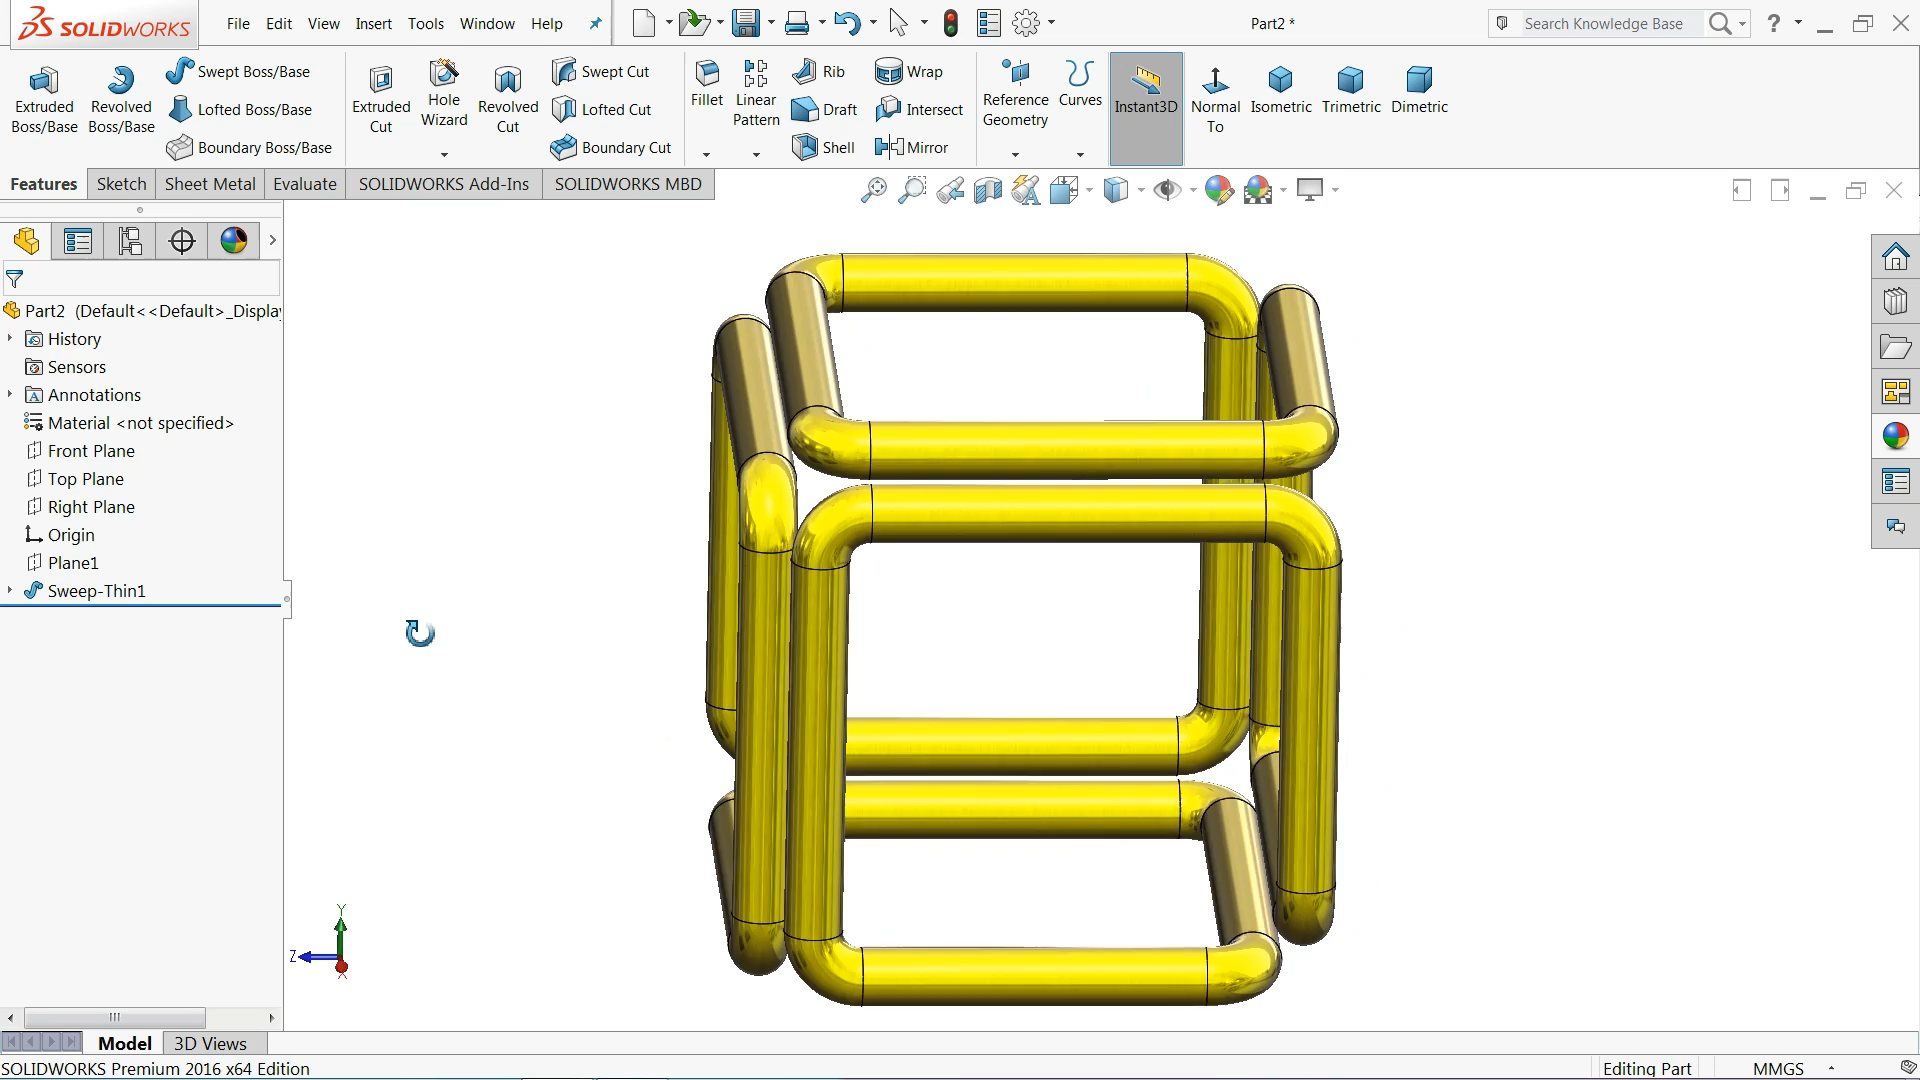 SOLIDWORKS
File Edit View Insert Tools Window Help
Part2 *
Search Knowledge Base
?
Extruded Boss/Base
Revolved Boss/Base
Swept Boss/Base
Lofted Boss/Base
Boundary Boss/Base
Extruded Cut
Hole Wizard
Revolved Cut
Swept Cut
Lofted Cut
Boundary Cut
Fillet
Linear Pattern
Rib
Draft
Shell
Wrap
Intersect
Mirror
Reference Geometry
Curves
Instant3D
Normal To
Isometric
Trimetric
Dimetric
Features Sketch Sheet Metal Evaluate SOLIDWORKS Add-Ins SOLIDWORKS MBD
Part2 (Default<<Default>_Displa
History
Sensors
Annotations
Material <not specified>
Front Plane
Top Plane
Right Plane
Origin
Plane1
Sweep-Thin1
Y
Z
X
Model 3D Views
SOLIDWORKS Premium 2016 x64 Edition
Editing Part
MMGS